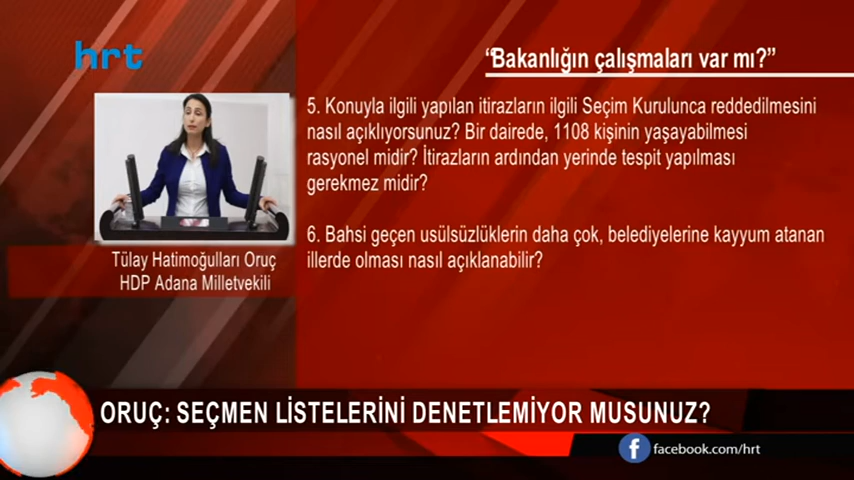 hrt
“Bakanlığın çalışmaları var mı?”
5. Konuyla ilgili yapılan itirazların ilgili Seçim Kurulunca reddedilmesini
nasıl açıklıyorsunuz? Bir dairede, 1108 kişinin yaşayabilmesi
rasyonel midir? İtirazların ardından yerinde tespit yapılması
gerekmez midir?
6. Bahsi geçen usülsüzlüklerin daha çok, belediyelerine kayyum atanan
illerde olması nasıl açıklanabilir?
Tülay Hatimoğulları Oruç
HDP Adana Milletvekili
ORUÇ: SEÇMEN LİSTELERİNİ DENETLEMİYOR MUSUNUZ?
facebook.com/hrt